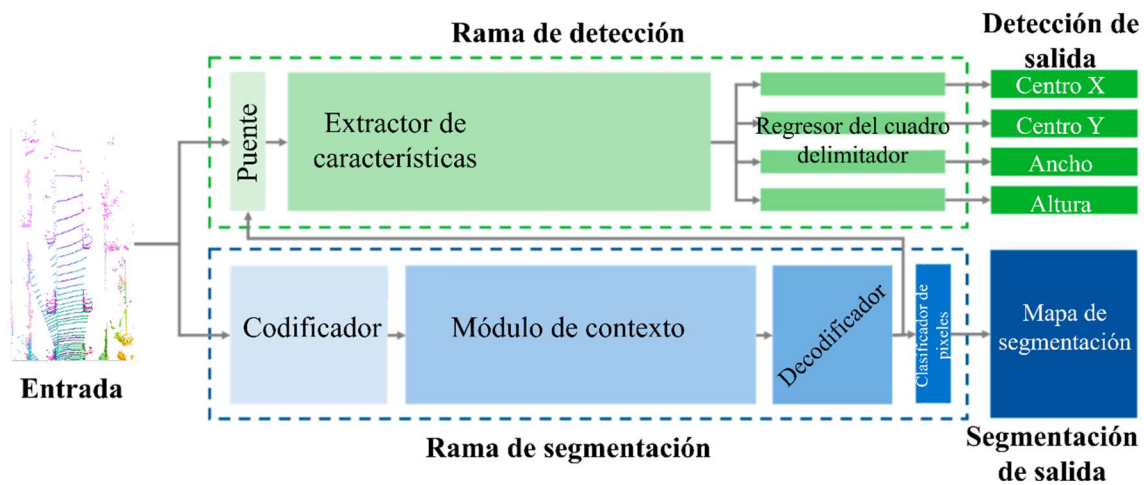 Rama de detección
Detección de
salida
Puente
Extractor de
características
Regresor del cuadro
delimitador
Centro X
Centro Y
Ancho
Altura
Entrada
Codificador
Módulo de contexto
Decodificador
Clasificador de
pixeles
Mapa de
segmentación
Rama de segmentación
Segmentación
de salida